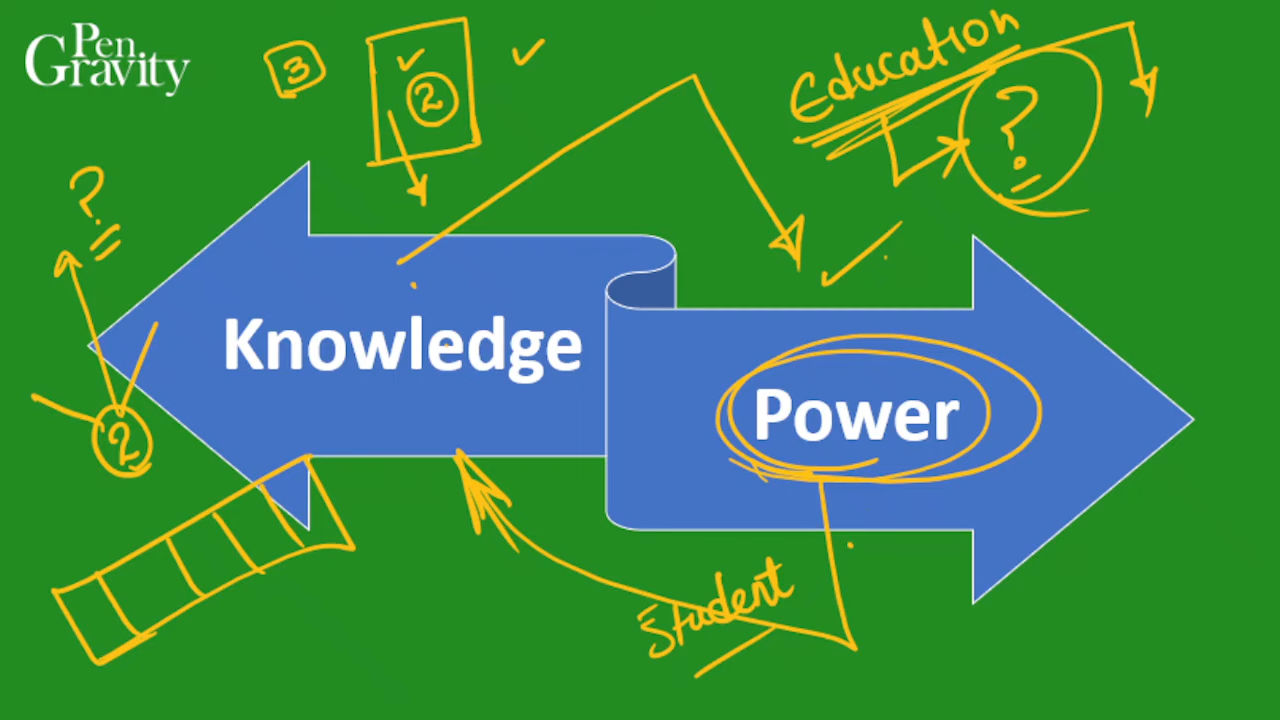 Pen
Gravity
3
2
Education
?
?
Knowledge
Power
2
Student